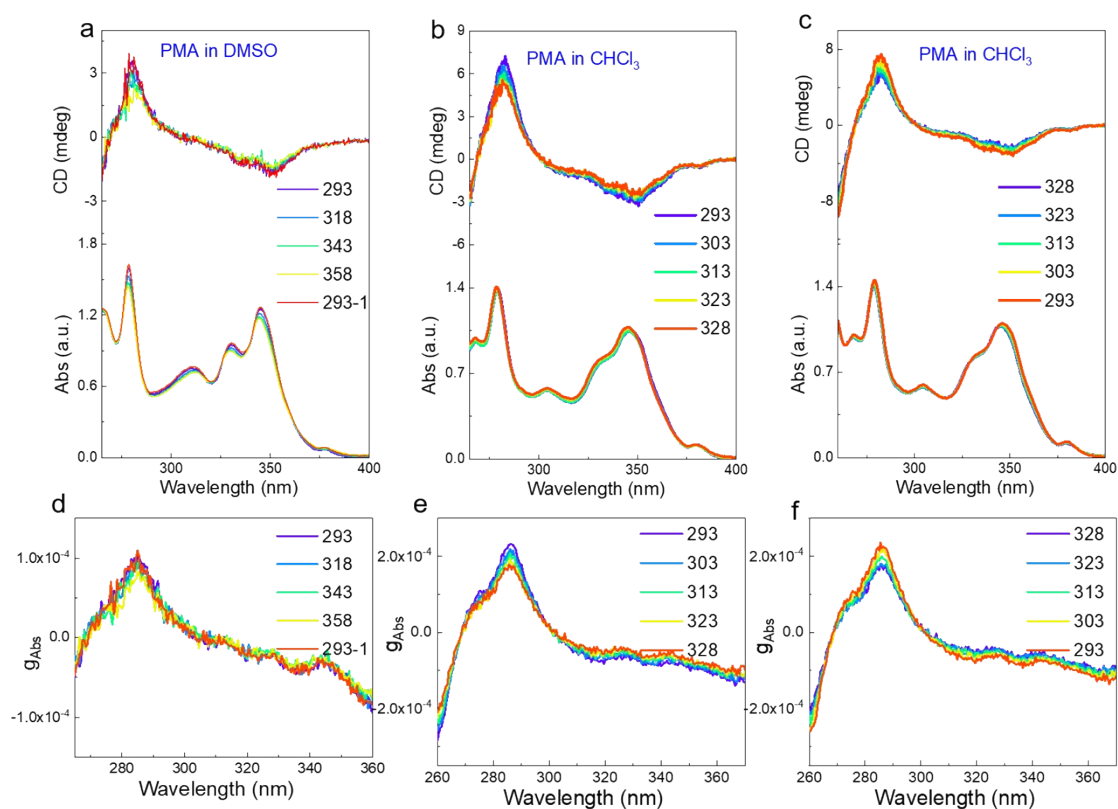 a
PMA in DMSO
CD (mdeg)
3
0
-3
293
318
343
358
293-1
Abs (a.u.)
1.8
1.2
0.6
0.0
300
350
400
Wavelength (nm)
b
PMA in CHCl3
CD (mdeg)
9
6
3
0
-3
-6
293
303
313
323
328
Abs (a.u.)
1.4
0.7
0.0
300
350
400
Wavelength (nm)
c
PMA in CHCl3
CD (mdeg)
8
0
-8
328
323
313
303
293
Abs (a.u.)
1.4
0.7
0.0
300
350
400
Wavelength (nm)
d
gAbs
1.0x10-4
0.0
-1.0x10-4
293
318
343
358
293-1
280
300
320
340
360
Wavelength (nm)
e
gAbs
2.0x10-4
0.0
-2.0x10-4
293
303
313
323
328
260
280
300
320
340
360
Wavelength (nm)
f
gAbs
2.0x10-4
0.0
-2.0x10-4
328
323
313
303
293
260
280
300
320
340
360
Wavelength (nm)